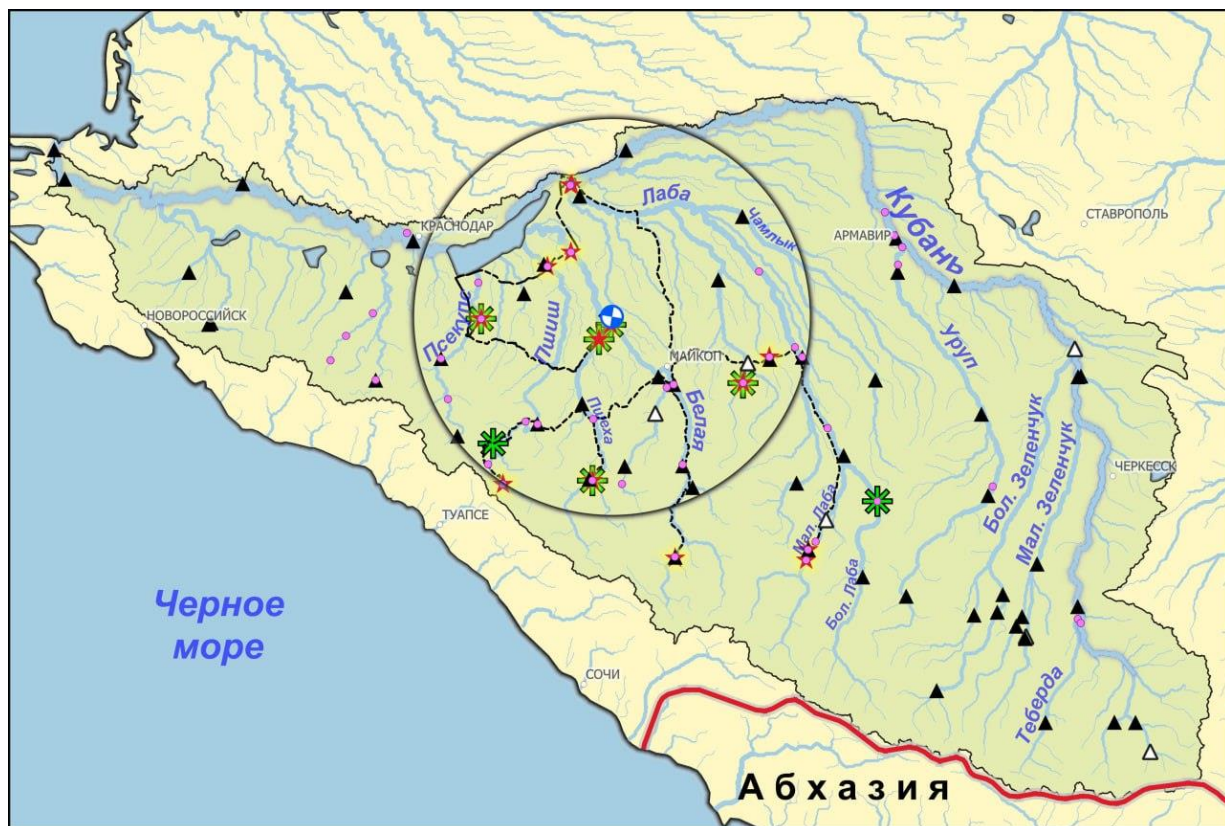 Лаба
Чамлык
Кубань
СТАВРОПОЛЬ
КРАСНОДАР
АРМАВИР
НОВОРОССИЙСК
Псекупс
Пшиш
Уруп
МАЙКОП
Пшеха
Белая
Бол. Зеленчук
Мал. Зеленчук
ЧЕРКЕССК
ТУАПСЕ
Мал. Лаба
Бол. Лаба
Черное
море
Теберда
СОЧИ
Абхазия